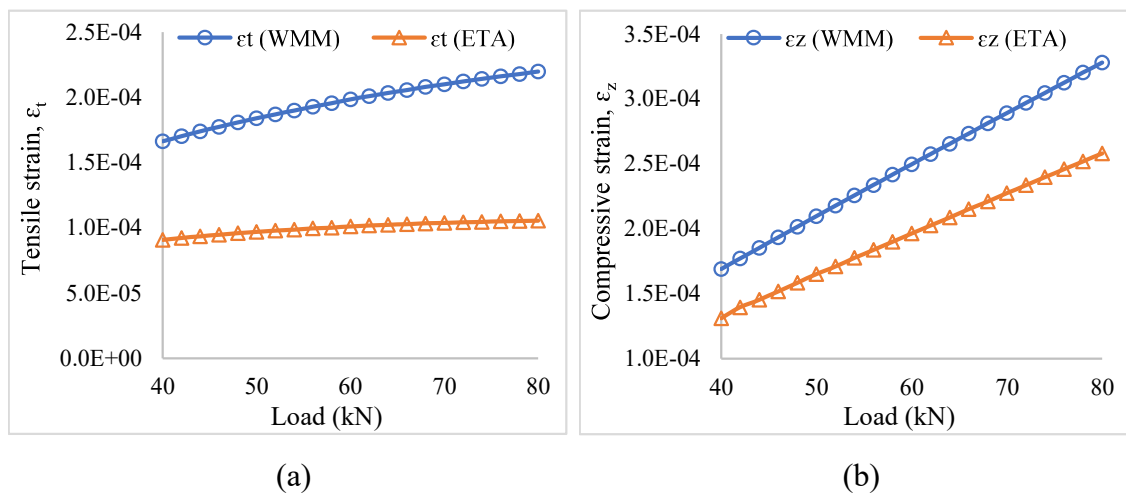 εt (WMM) εt (ETA)
2.5E-04
2.0E-04
1.5E-04
1.0E-04
5.0E-05
0.0E+00
Tensile strain, εt
40 50 60 70 80
Load (kN)
(a)
εz (WMM) εz (ETA)
3.5E-04
3.0E-04
2.5E-04
2.0E-04
1.5E-04
1.0E-04
Compressive strain, εz
40 50 60 70 80
Load (kN)
(b)